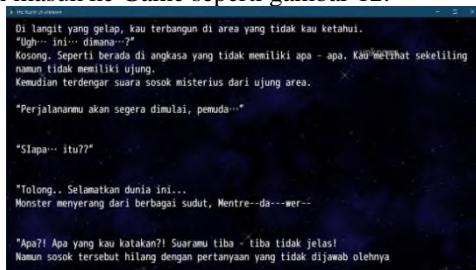 masuk ke Game seperti gambar 12.
Di langit yang gelap, kau terbangun di area yang tidak kau ketahui.
"Ugh… ini… dimana…?"
Kosong. Seperti berada di angkasa yang tidak memiliki apa - apa. Kau melihat sekeliling
namun tidak memiliki ujung.
Kemudian terdengar suara sosok misterius dari ujung area.
"Perjalananmu akan segera dimulai, pemuda…"
"SIapa… itu??"
"Tolong.. Selamatkan dunia ini...
Monster menyerang dari berbagai sudut, Mentre--da---wer--
"Apa?! Apa yang kau katakan?! Suaramu tiba - tiba tidak jelas!
Namun sosok tersebut hilang dengan pertanyaan yang tidak dijawab olehnya